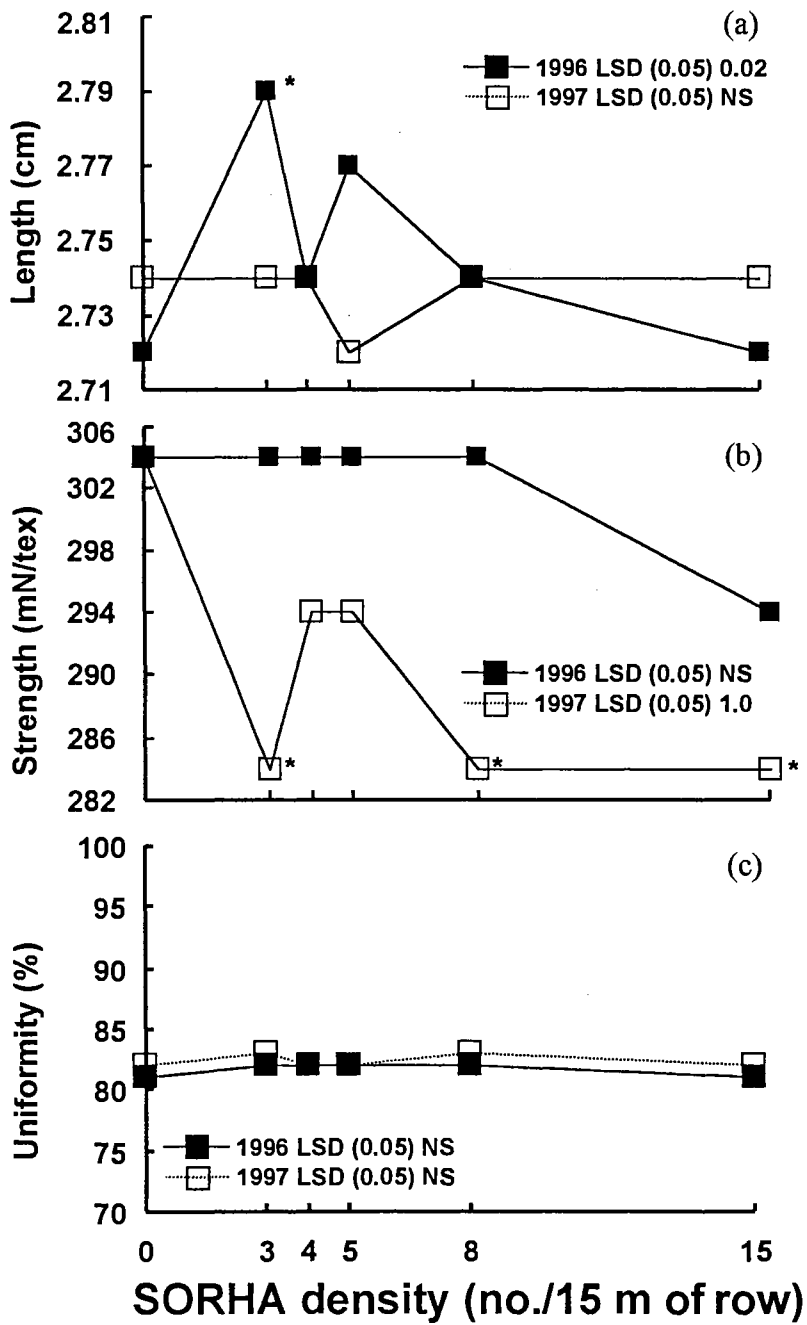 2.81
2.79
2.77
2.75
2.73
2.71
Length (cm)
(a)
1996 LSD (0.05) 0.02
1997 LSD (0.05) NS
*
306
302
298
294
290
286
282
Strength (mN/tex)
(b)
1996 LSD (0.05) NS
1997 LSD (0.05) 1.0
*
*
*
100
95
90
85
80
75
70
Uniformity (%)
(c)
1996 LSD (0.05) NS
1997 LSD (0.05) NS
0 3 4 5 8 15
SORHA density (no./15 m of row)